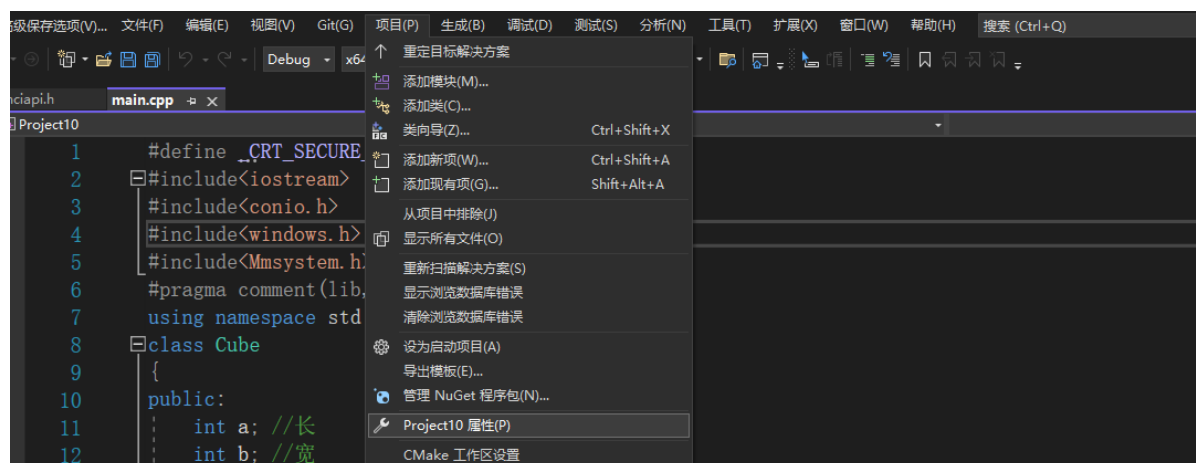 级保存选项(V)... 文件(F) 编辑(E) 视图(V) Git(G) 项目(P) 生成(B) 调试(D) 测试(S) 分析(N) 工具(T) 扩展(X) 窗口(W) 帮助(H) 搜索 (Ctrl+Q)
Debug x64
重定目标解决方案
添加模块(M)...
nciapi.h main.cpp
添加类(C)...
Project10
类向导(Z)... Ctrl+Shift+X
1 #define _CRT_SECURE_
添加新项(W)... Ctrl+Shift+A
2 #include<iostream>
添加现有项(G)... Shift+Alt+A
3 #include<conio.h>
从项目中排除(J)
4 #include<windows.h>
显示所有文件(O)
5 #include<Mmsystem.h>
重新扫描解决方案(S)
6 #pragma comment(lib,
显示浏览数据库错误
7 using namespace std
清除浏览数据库错误
8 class Cube
设为启动项目(A)
9 {
导出模板(E)...
10 public:
管理 NuGet 程序包(N)...
11 int a; //长
Project10 属性(P)
12 int b; //宽
CMake 工作区设置